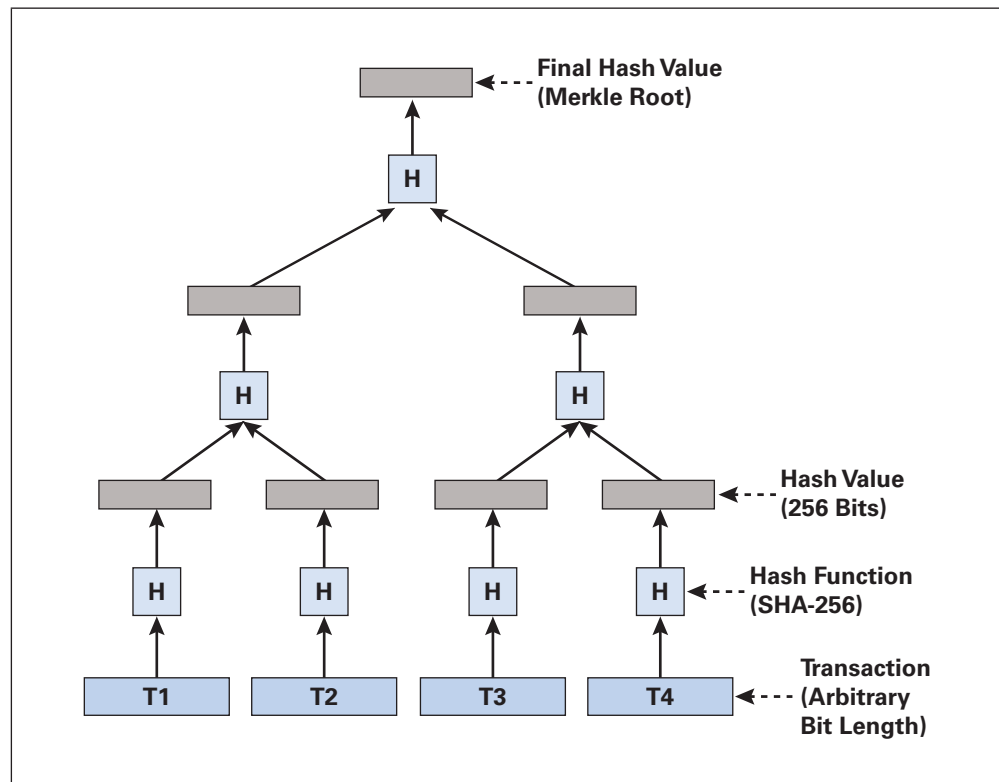 Final Hash Value
(Merkle Root)
H
H
H
Hash Value
(256 Bits)
H
H
H
H
Hash Function
(SHA-256)
T1
T2
T3
T4
Transaction
(Arbitrary
Bit Length)